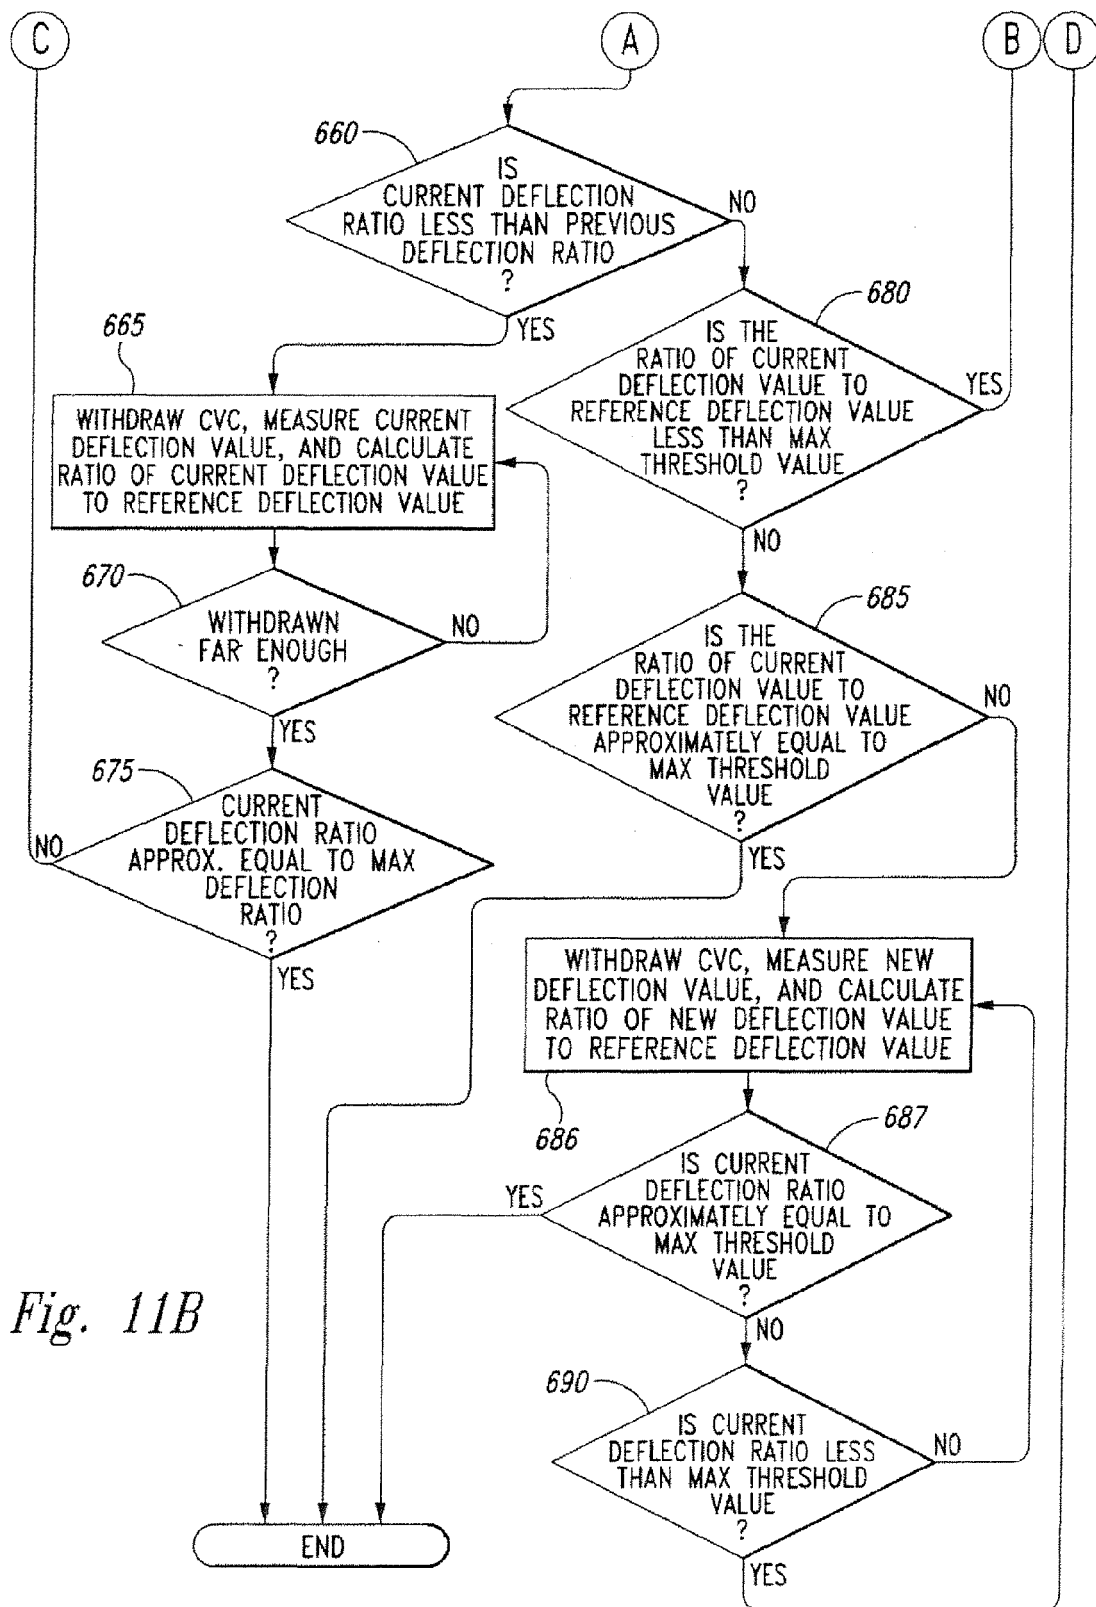 C
A
B
D
660
IS
CURRENT DEFLECTION
RATIO LESS THAN PREVIOUS
DEFLECTION RATIO
?
NO
YES
680
IS THE
RATIO OF CURRENT
DEFLECTION VALUE TO
REFERENCE DEFLECTION VALUE
LESS THAN MAX
THRESHOLD VALUE
?
YES
NO
665
WITHDRAW CVC, MEASURE CURRENT
DEFLECTION VALUE, AND CALCULATE
RATIO OF CURRENT DEFLECTION VALUE
TO REFERENCE DEFLECTION VALUE
670
WITHDRAWN
FAR ENOUGH
?
NO
YES
685
IS THE
RATIO OF CURRENT
DEFLECTION VALUE TO
REFERENCE DEFLECTION VALUE
APPROXIMATELY EQUAL TO
MAX THRESHOLD
VALUE
?
NO
YES
675
CURRENT
DEFLECTION RATIO
APPROX. EQUAL TO MAX
DEFLECTION
RATIO
?
NO
YES
WITHDRAW CVC, MEASURE NEW
DEFLECTION VALUE, AND CALCULATE
RATIO OF NEW DEFLECTION VALUE
TO REFERENCE DEFLECTION VALUE
686
687
IS CURRENT
DEFLECTION RATIO
APPROXIMATELY EQUAL TO
MAX THRESHOLD
VALUE
?
YES
NO
Fig. 11B
690
IS CURRENT
DEFLECTION RATIO LESS
THAN MAX THRESHOLD
VALUE
?
NO
YES
END